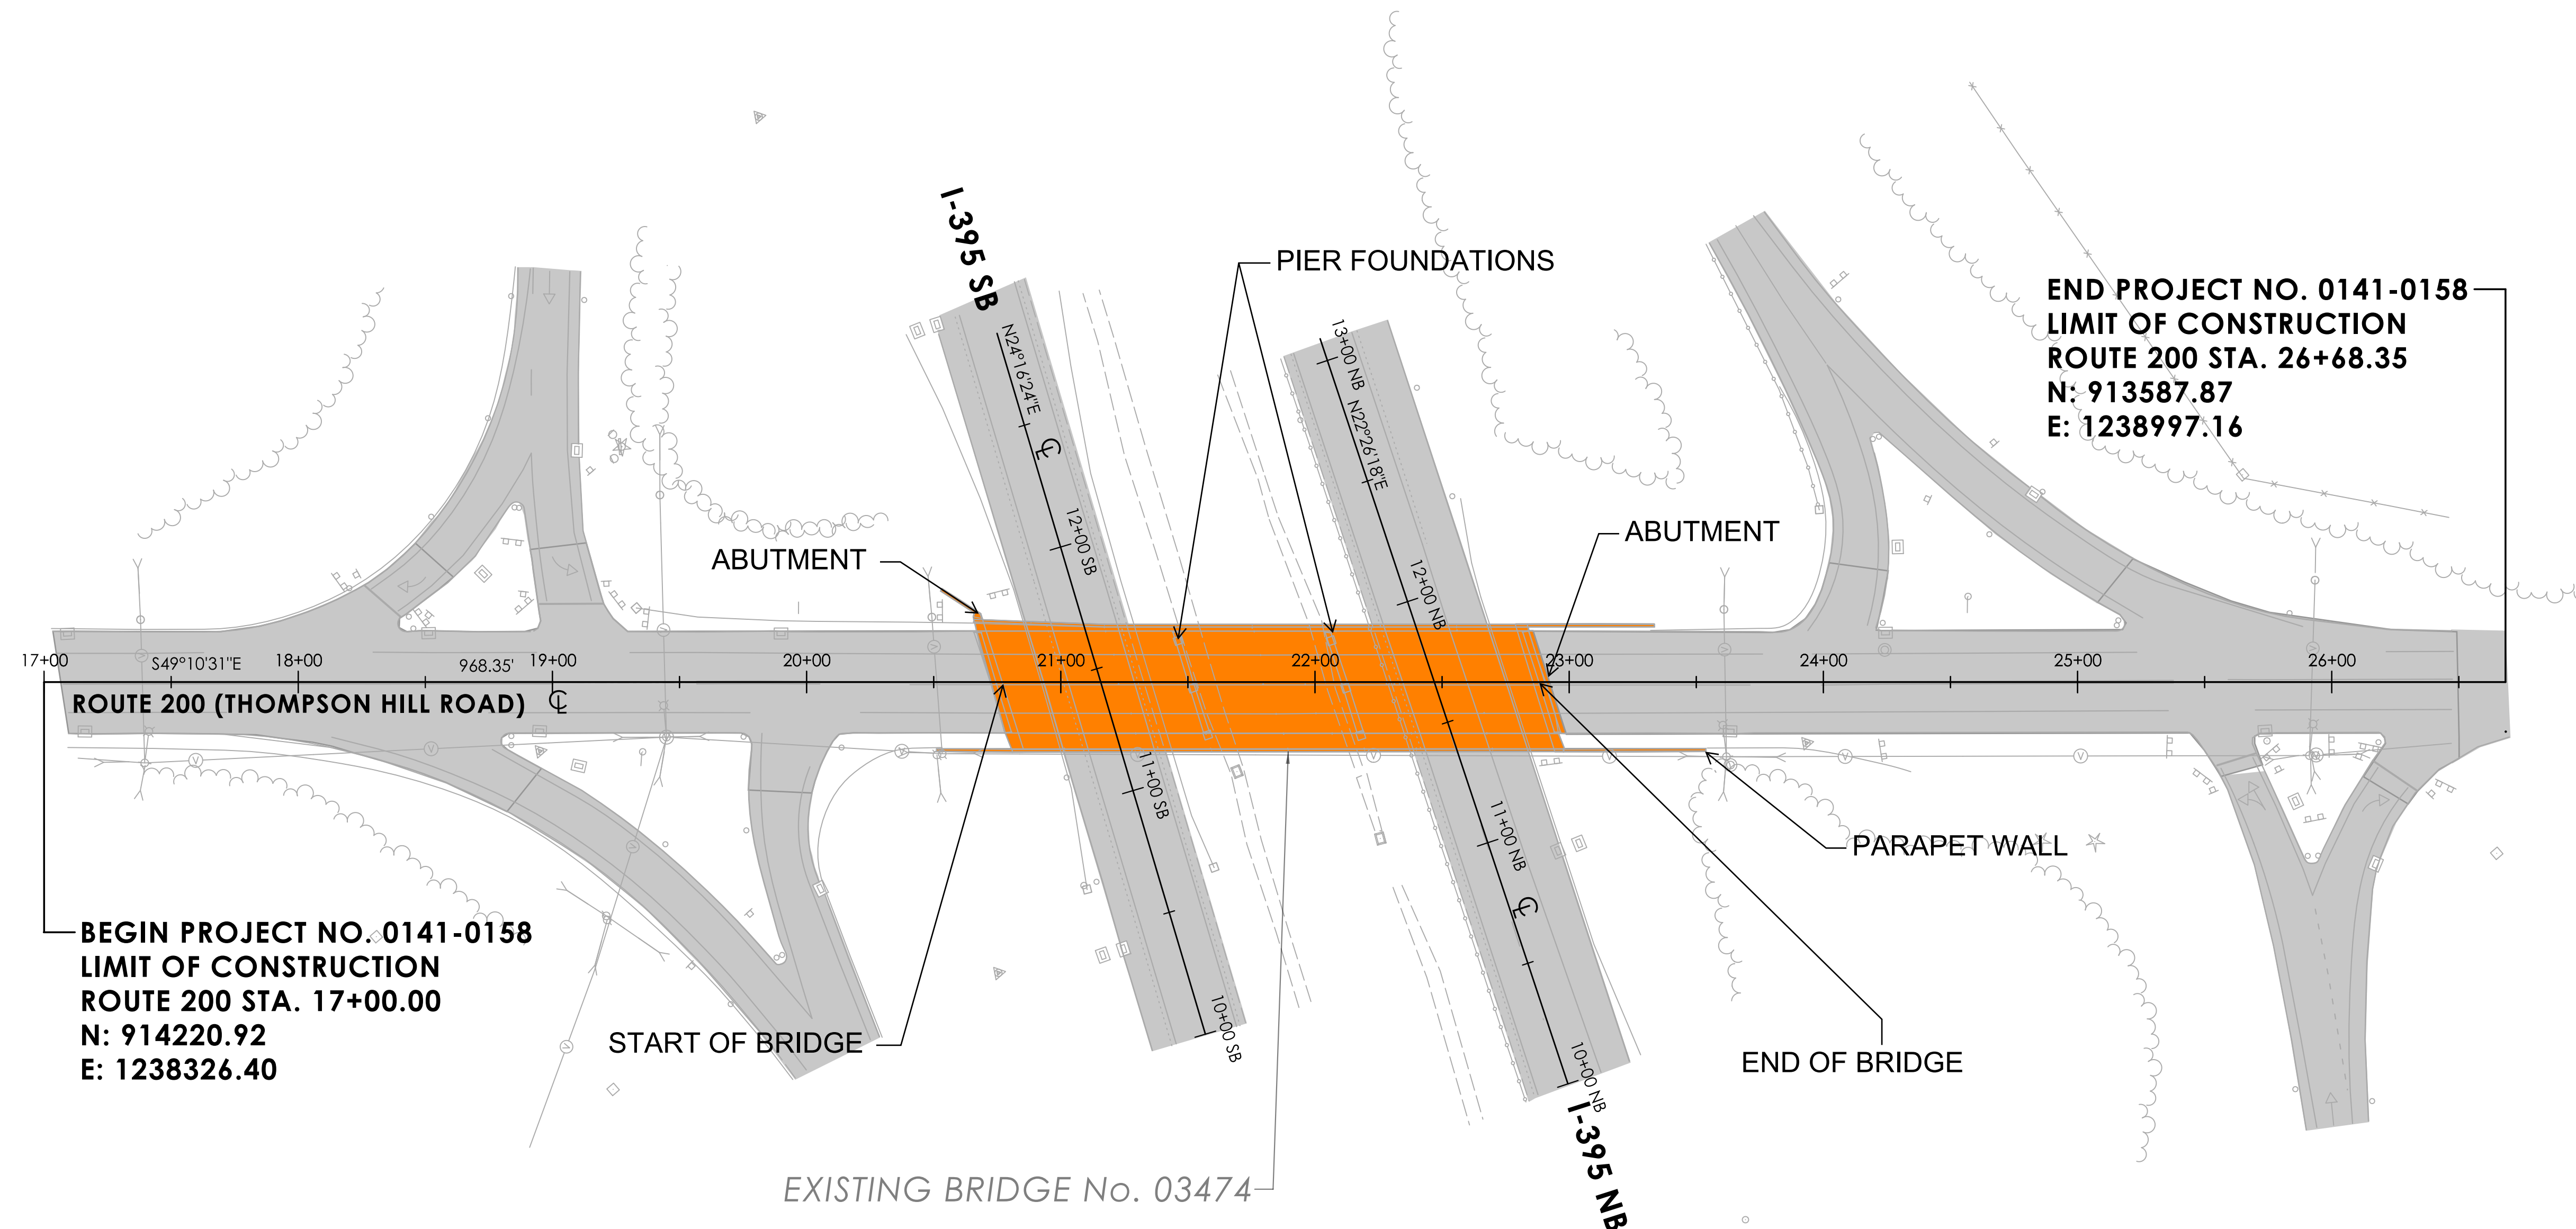 I-395 SB
PIER FOUNDATIONS
END PROJECT NO. 0141-0158
LIMIT OF CONSTRUCTION
ROUTE 200 STA. 26+68.35
N: 913587.87
E: 1238997.16
N24°16'24"E
℄
12+00 SB
11+00 SB
10+00 SB
13+00 NB
N22°26'18"E
12+00 NB
11+00 NB
℄
10+00 NB
ABUTMENT
ABUTMENT
17+00 S49°10'31"E 18+00 968.35' 19+00 20+00 21+00 22+00 23+00 24+00 25+00 26+00
ROUTE 200 (THOMPSON HILL ROAD) ℄
PARAPET WALL
BEGIN PROJECT NO. 0141-0158
LIMIT OF CONSTRUCTION
ROUTE 200 STA. 17+00.00
N: 914220.92
E: 1238326.40
START OF BRIDGE
END OF BRIDGE
I-395 NB
EXISTING BRIDGE No. 03474